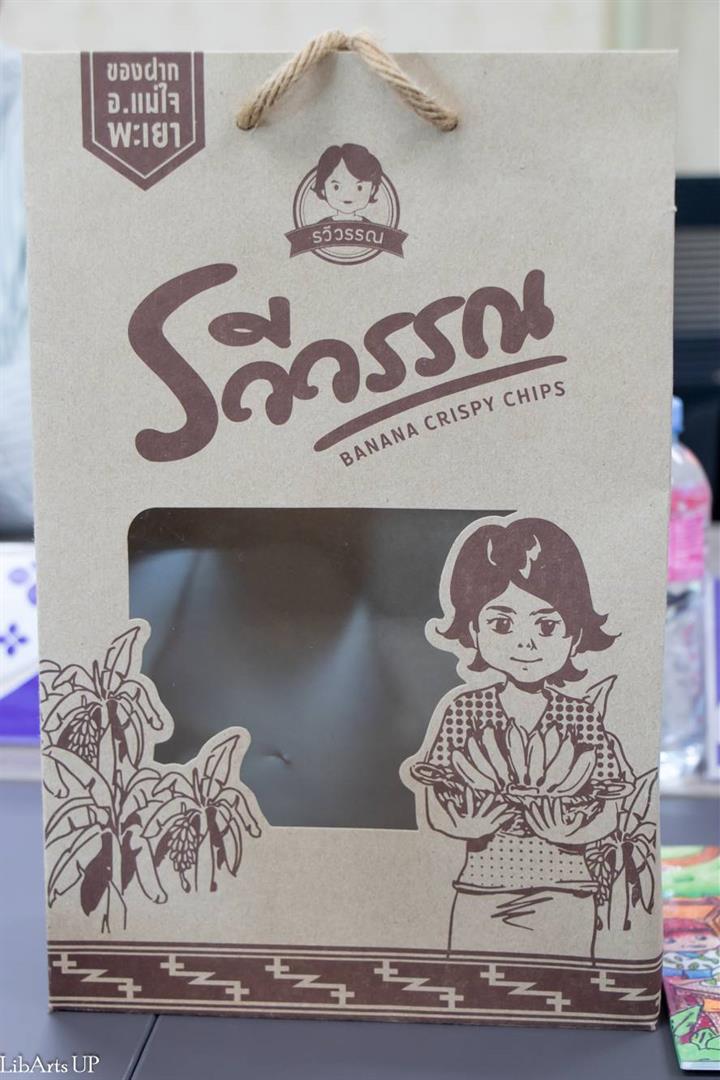 ของฝาก
อ.แม่ใจ
พะเยา
รวีวรรณ
รวีวรรณ
BANANA CRISPY CHIPS
LibArts UP